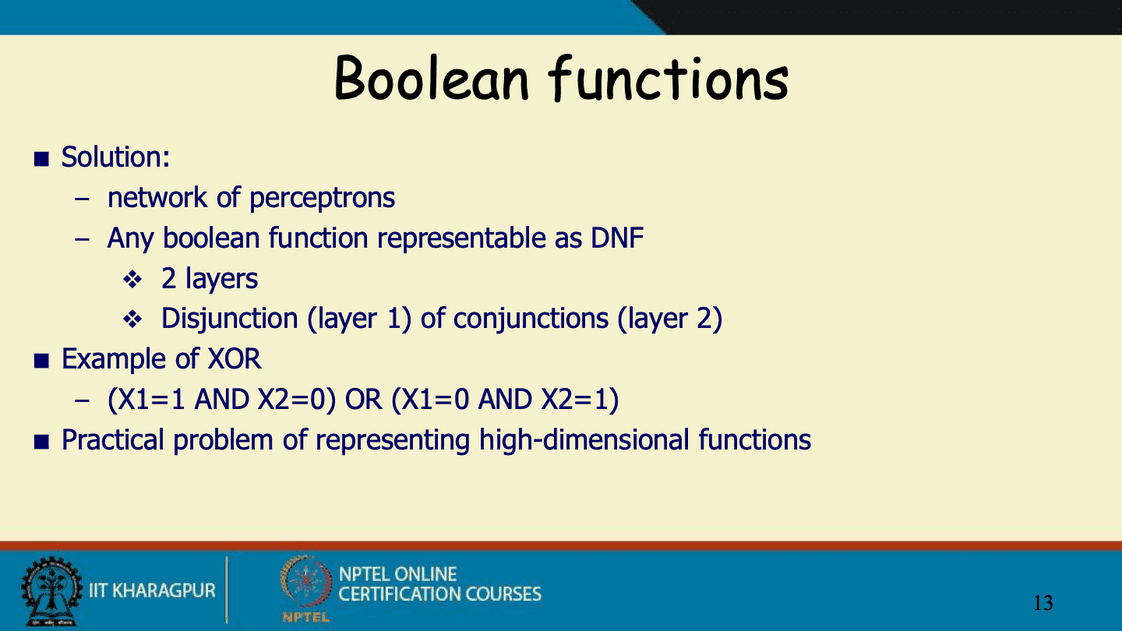 Boolean functions
■ Solution:
– network of perceptrons
– Any boolean function representable as DNF
❖ 2 layers
❖ Disjunction (layer 1) of conjunctions (layer 2)
■ Example of XOR
– (X1=1 AND X2=0) OR (X1=0 AND X2=1)
■ Practical problem of representing high-dimensional functions
IIT KHARAGPUR
NPTEL
NPTEL ONLINE
CERTIFICATION COURSES
13